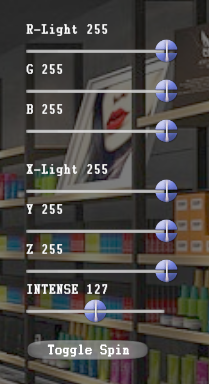 R-Light 255
G 255
B 255
X-Light 255
Y 255
Z 255
INTENSE 127
Toggle Spin